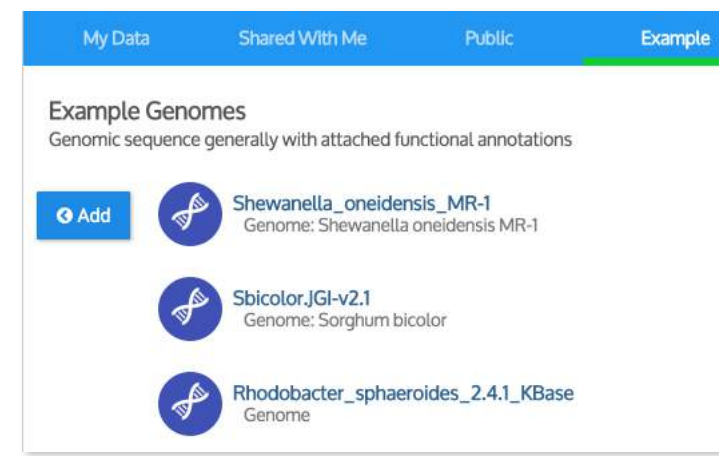 My Data Shared With Me Public Example
Example Genomes
Genomic sequence generally with attached functional annotations
Add
Shewanella_oneidensis_MR-1
Genome: Shewanella oneidensis MR-1
Sbicolor.JGI-v2.1
Genome: Sorghum bicolor
Rhodobacter_sphaeroides_2.4.1_KBase
Genome